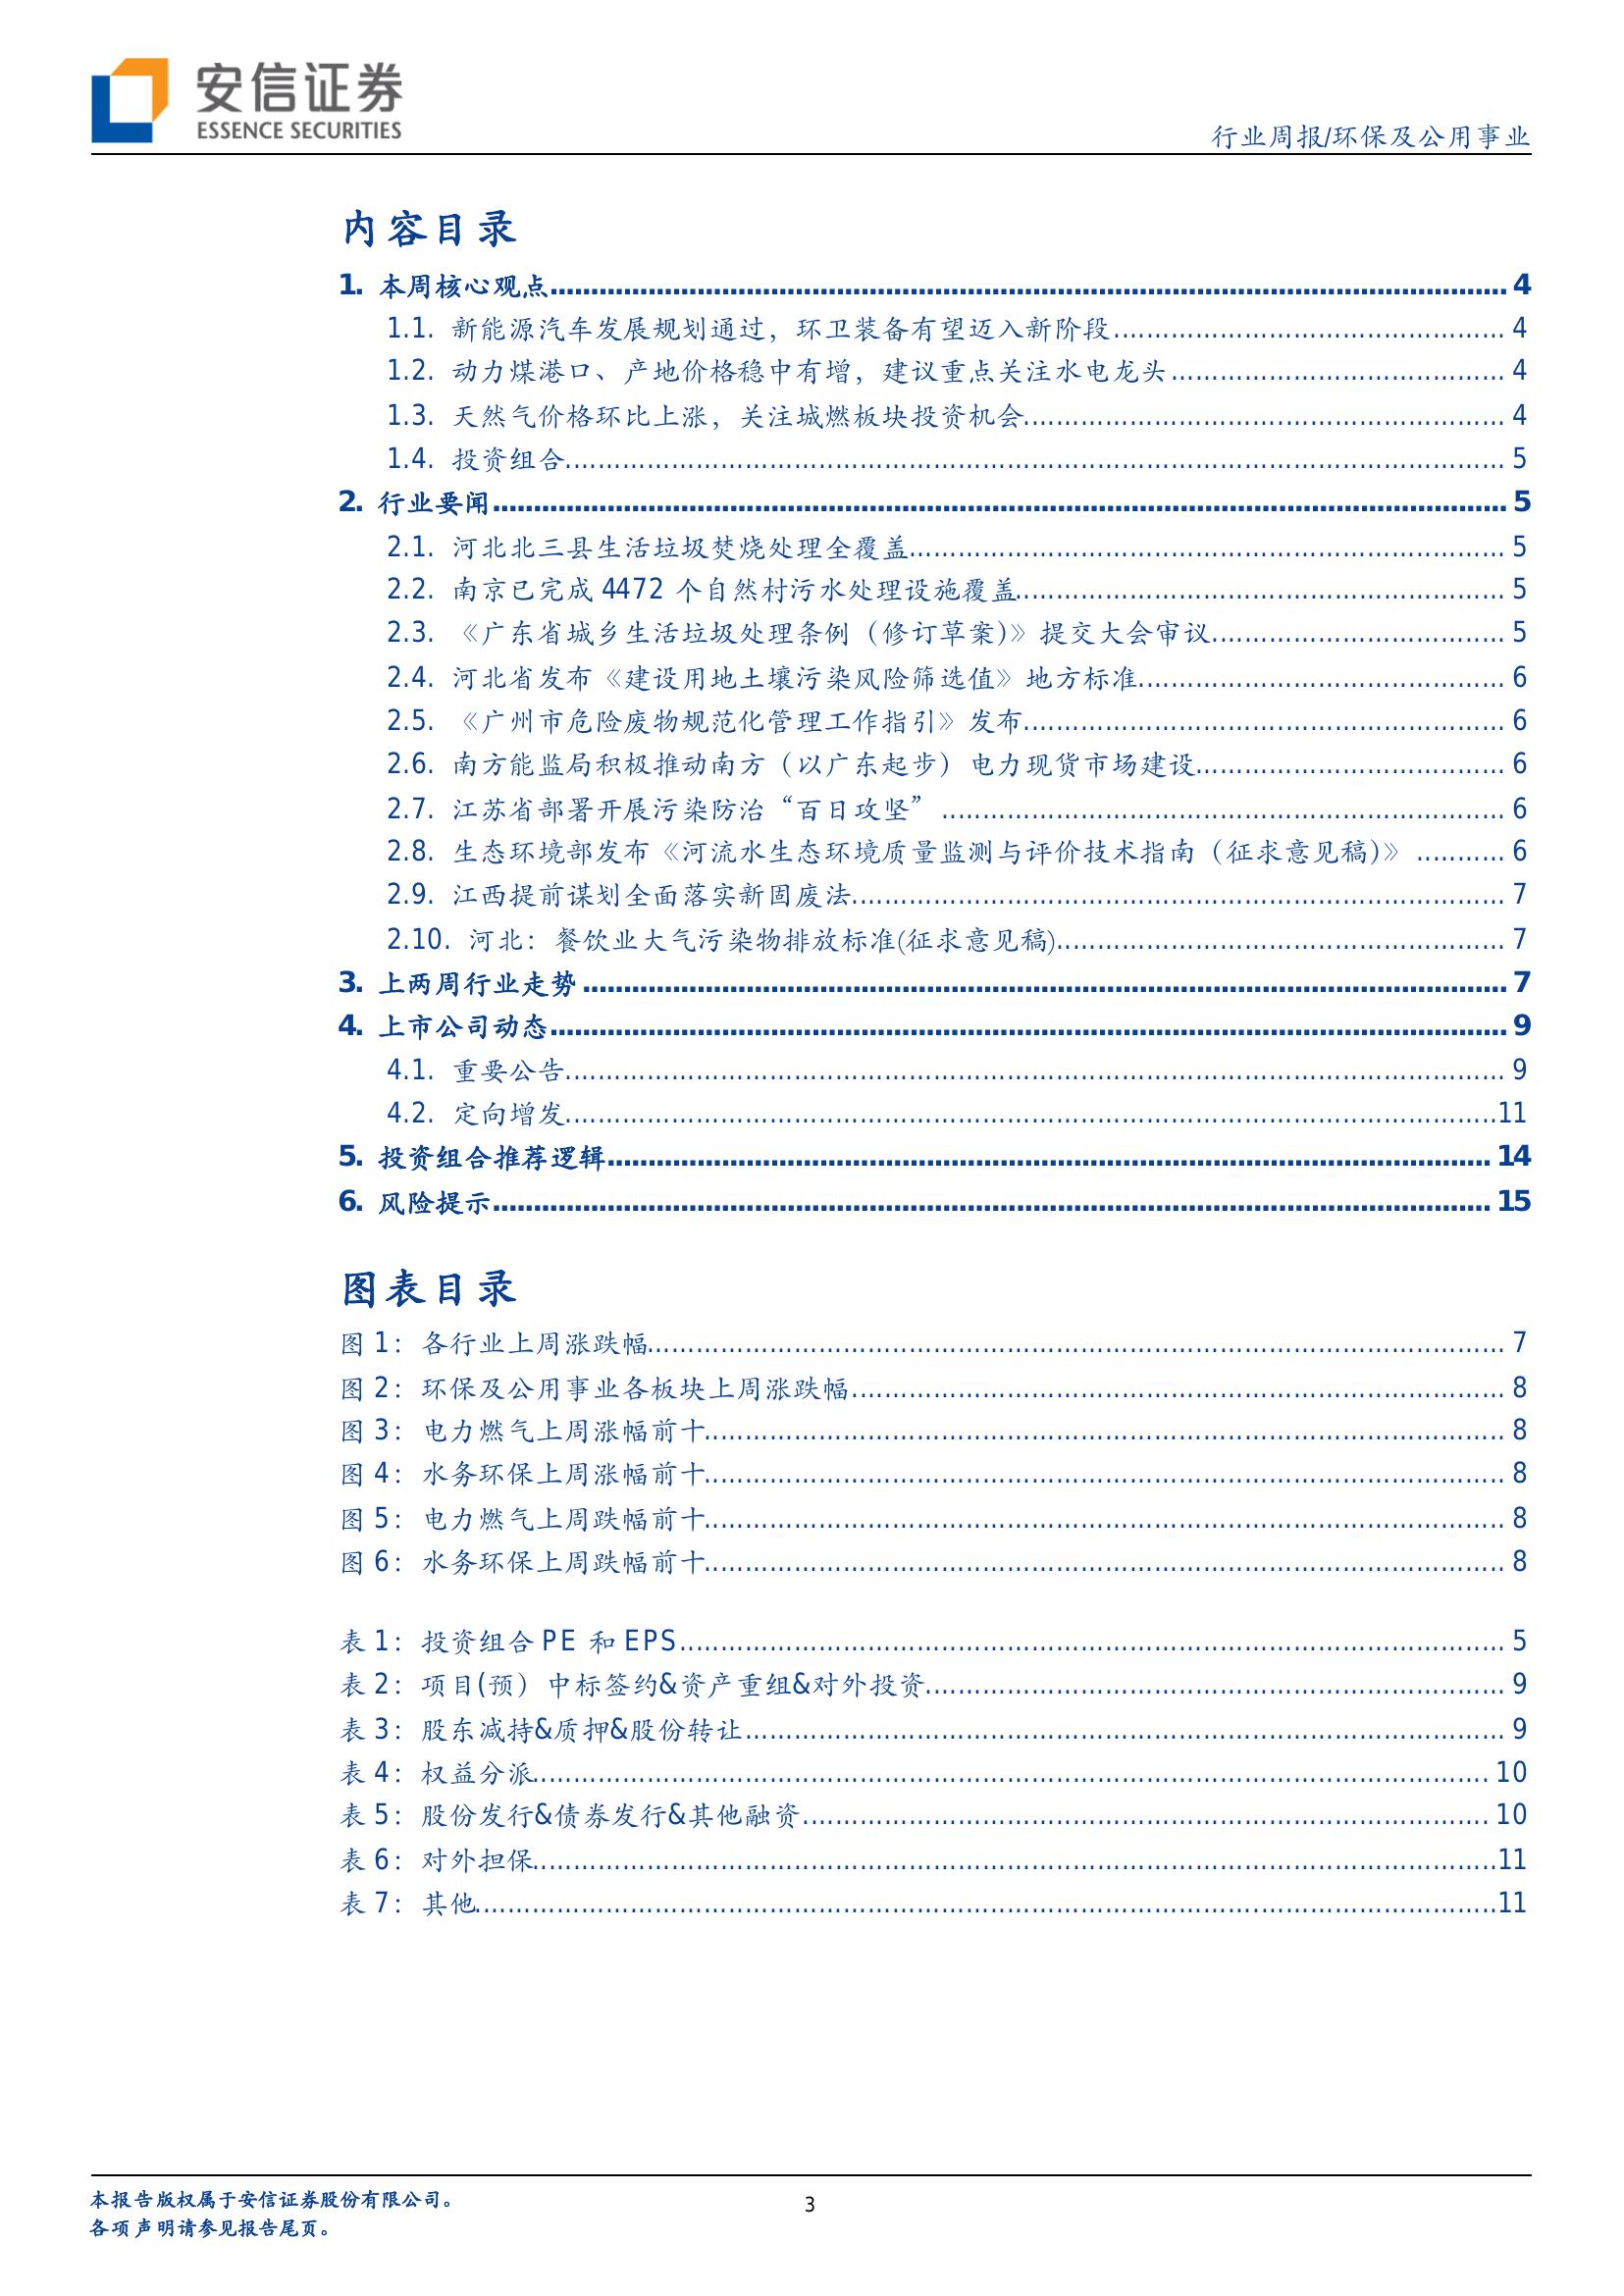 安信证券
ESSENCE SECURITIES
行业周报/环保及公用事业
内容目录
1. 本周核心观点 4
1.1. 新能源汽车发展规划通过，环卫装备有望迈入新阶段 4
1.2. 动力煤港口、产地价格稳中有增，建议重点关注水电龙头 4
1.3. 天然气价格环比上涨，关注城燃板块投资机会 4
1.4. 投资组合 5
2. 行业要闻 5
2.1. 河北北三县生活垃圾焚烧处理全覆盖 5
2.2. 南京已完成 4472 个自然村污水处理设施覆盖 5
2.3. 《广东省城乡生活垃圾处理条例（修订草案)》提交大会审议 5
2.4. 河北省发布《建设用地土壤污染风险筛选值》地方标准 6
2.5. 《广州市危险废物规范化管理工作指引》发布 6
2.6. 南方能监局积极推动南方（以广东起步）电力现货市场建设 6
2.7. 江苏省部署开展污染防治“百日攻坚” 6
2.8. 生态环境部发布《河流水生态环境质量监测与评价技术指南（征求意见稿)》 6
2.9. 江西提前谋划全面落实新固废法 7
2.10. 河北：餐饮业大气污染物排放标准(征求意见稿) 7
3. 上两周行业走势 7
4. 上市公司动态 9
4.1. 重要公告 9
4.2. 定向增发 11
5. 投资组合推荐逻辑 14
6. 风险提示 15
图表目录
图 1：各行业上周涨跌幅 7
图 2：环保及公用事业各板块上周涨跌幅 8
图 3：电力燃气上周涨幅前十 8
图 4：水务环保上周涨幅前十 8
图 5：电力燃气上周跌幅前十 8
图 6：水务环保上周跌幅前十 8
表 1：投资组合 PE 和 EPS 5
表 2：项目(预）中标签约&资产重组&对外投资 9
表 3：股东减持&质押&股份转让 9
表 4：权益分派 10
表 5：股份发行&债券发行&其他融资 10
表 6：对外担保 11
表 7：其他 11
本报告版权属于安信证券股份有限公司。
各项声明请参见报告尾页。
3